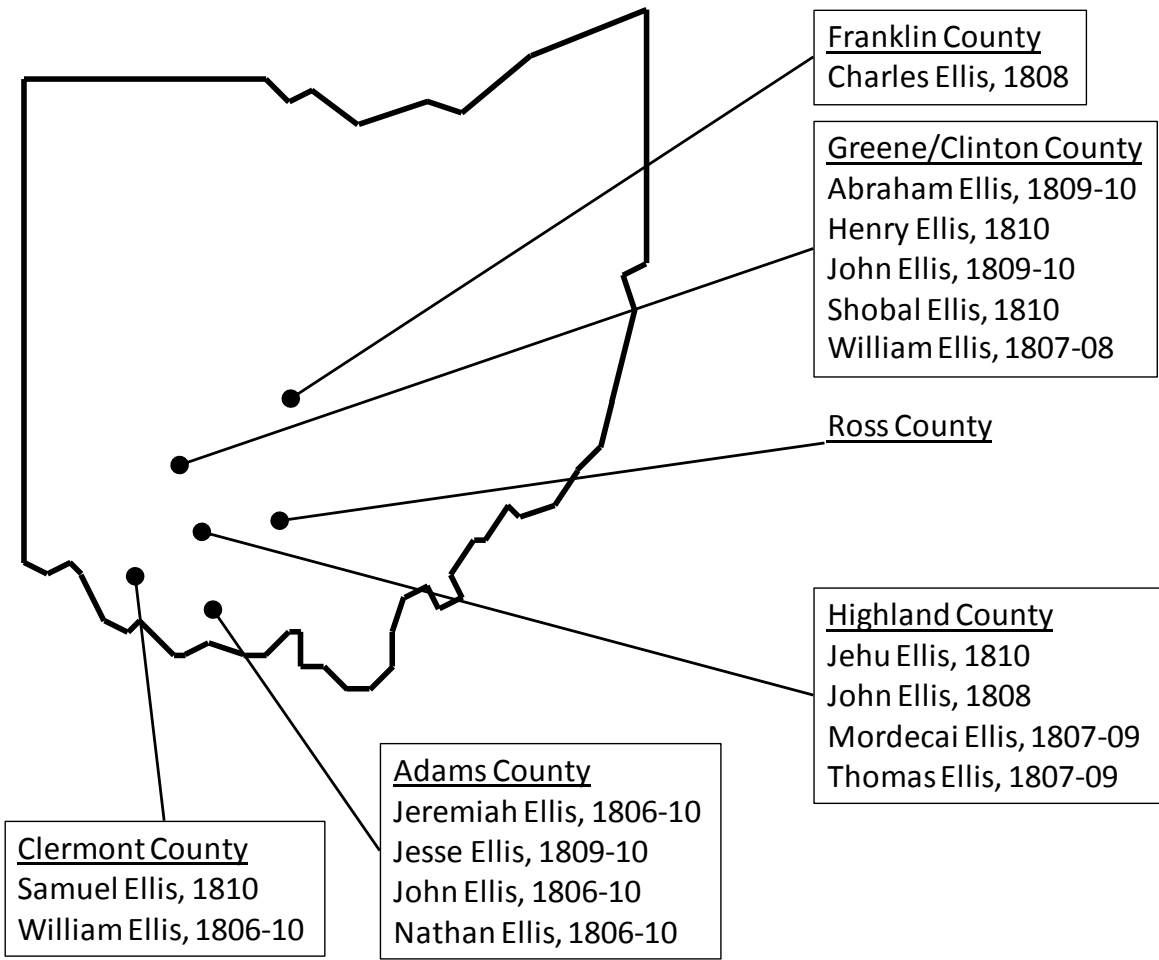 Franklin County
Charles Ellis, 1808
Greene/Clinton County
Abraham Ellis, 1809-10
Henry Ellis, 1810
John Ellis, 1809-10
Shobal Ellis, 1810
William Ellis, 1807-08
Ross County
Highland County
Jehu Ellis, 1810
John Ellis, 1808
Mordecai Ellis, 1807-09
Thomas Ellis, 1807-09
Adams County
Jeremiah Ellis, 1806-10
Jesse Ellis, 1809-10
John Ellis, 1806-10
Nathan Ellis, 1806-10
Clermont County
Samuel Ellis, 1810
William Ellis, 1806-10